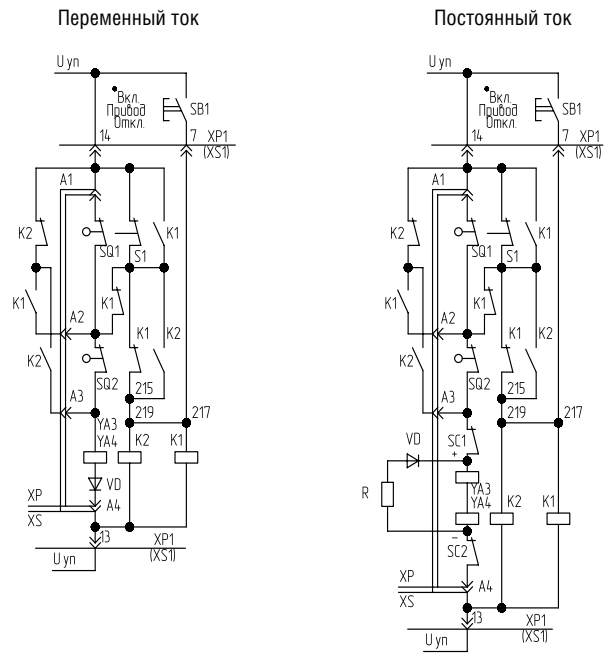 Переменный ток
Постоянный ток
U уп
Вкл.
Привод
Откл.
SB1
14
7
XP1
(XS1)
A1
K2
SQ1
S1
K1
K1
K1
A2
K1
K2
K2
SQ2
A3
215
219
217
YA3
YA4
K2
K1
VD
XP
A4
XS
13
XP1
(XS1)
U уп
U уп
Вкл.
Привод
Откл.
SB1
14
7
XP1
(XS1)
A1
K2
SQ1
S1
K1
K1
K1
A2
K1
K2
K2
SQ2
A3
215
219
217
VD
SC1
+
R
YA3
YA4
K2
K1
–
SC2
XP
A4
XS
13
XP1
(XS1)
U уп